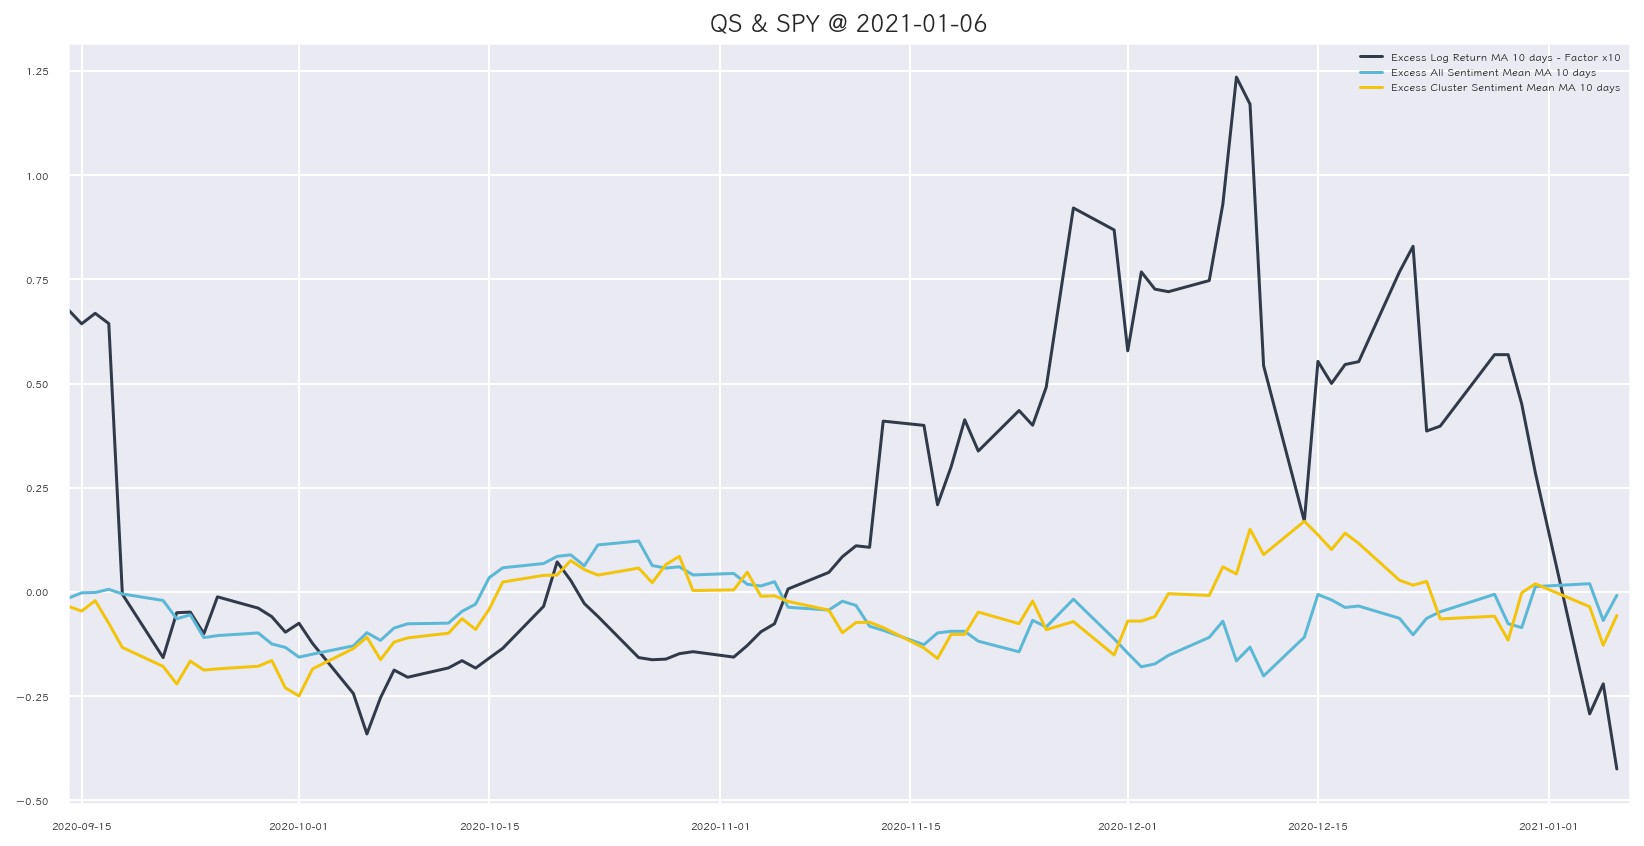 QS & SPY @ 2021-01-06
Excess Log Return MA 10 days - Factor x10
Excess All Sentiment Mean MA 10 days
Excess Cluster Sentiment Mean MA 10 days
1.25
1.00
0.75
0.50
0.25
0.00
−0.25
−0.50
2020-09-15 2020-10-01 2020-10-15 2020-11-01 2020-11-15 2020-12-01 2020-12-15 2021-01-01